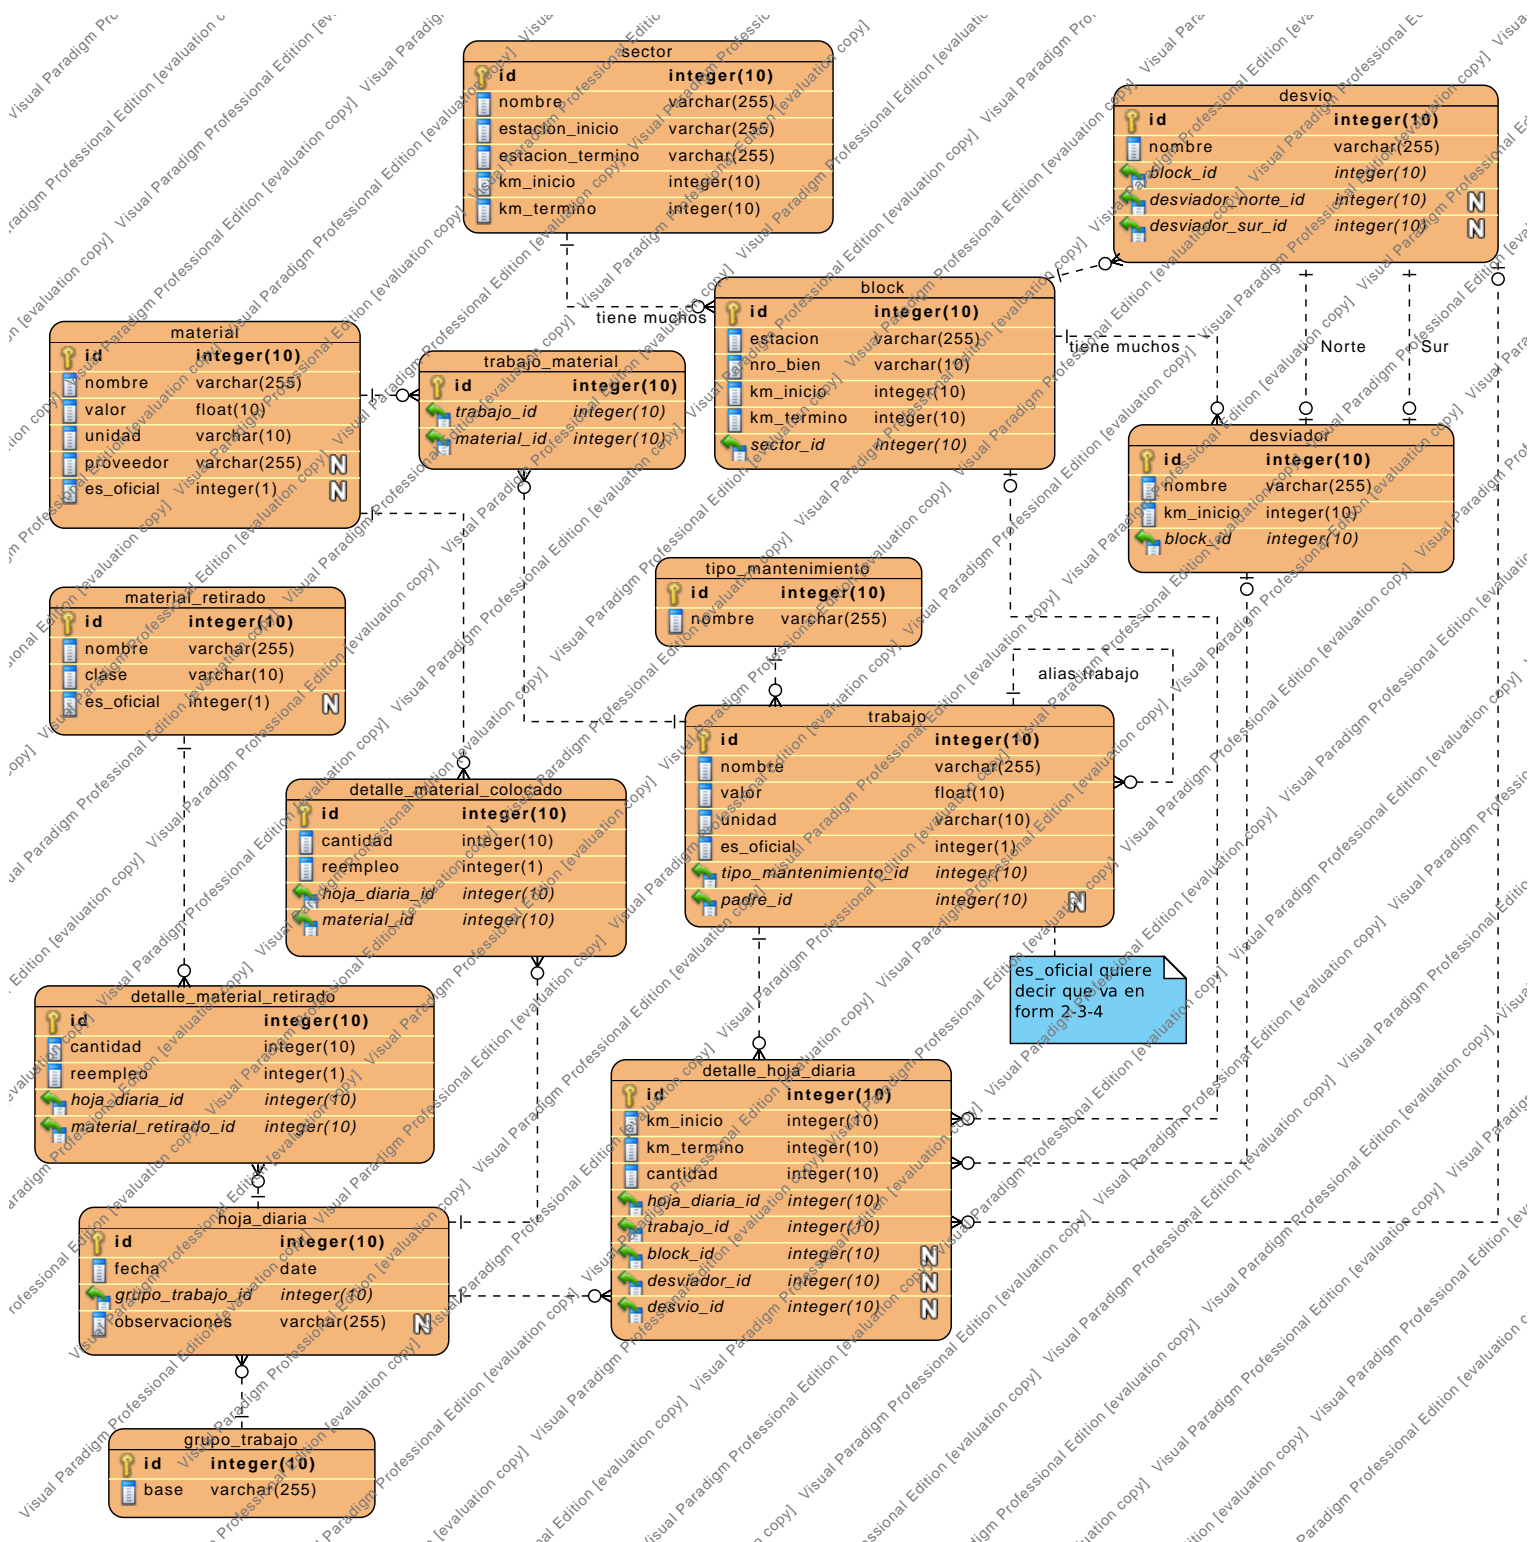 sector
id integer(10)
nombre varchar(255)
estacion_inicio varchar(255)
estacion_termino varchar(255)
km_inicio integer(10)
km_termino integer(10)
desvio
id integer(10)
nombre varchar(255)
block_id integer(10)
desviador_norte_id integer(10) N
desviador_sur_id integer(10) N
block
id integer(10)
estacion varchar(255)
nro_bien varchar(10)
km_inicio integer(10)
km_termino integer(10)
sector_id integer(10)
tiene muchos
tiene muchos
Norte
Sur
material
id integer(10)
nombre varchar(255)
valor float(10)
unidad varchar(10)
proveedor varchar(255) N
es_oficial integer(1) N
trabajo_material
id integer(10)
trabajo_id integer(10)
material_id integer(10)
desviador
id integer(10)
nombre varchar(255)
km_inicio integer(10)
block_id integer(10)
tipo_mantenimiento
id integer(10)
nombre varchar(255)
material_retirado
id integer(10)
nombre varchar(255)
clase varchar(10)
es_oficial integer(1) N
alias trabajo
trabajo
id integer(10)
nombre varchar(255)
valor float(10)
unidad varchar(10)
es_oficial integer(1)
tipo_mantenimiento_id integer(10)
padre_id integer(10) N
detalle_material_colocado
id integer(10)
cantidad integer(10)
reempleo integer(1)
hoja_diaria_id integer(10)
material_id integer(10)
es_oficial quiere
decir que va en
form 2-3-4
detalle_material_retirado
id integer(10)
cantidad integer(10)
reempleo integer(1)
hoja_diaria_id integer(10)
material_retirado_id integer(10)
detalle_hoja_diaria
id integer(10)
km_inicio integer(10)
km_termino integer(10)
cantidad integer(10)
hoja_diaria_id integer(10)
trabajo_id integer(10)
block_id integer(10) N
desviador_id integer(10) N
desvio_id integer(10) N
hoja_diaria
id integer(10)
fecha date
grupo_trabajo_id integer(10)
observaciones varchar(255) N
grupo_trabajo
id integer(10)
base varchar(255)
Visual Paradigm Professional Edition [evaluation copy]